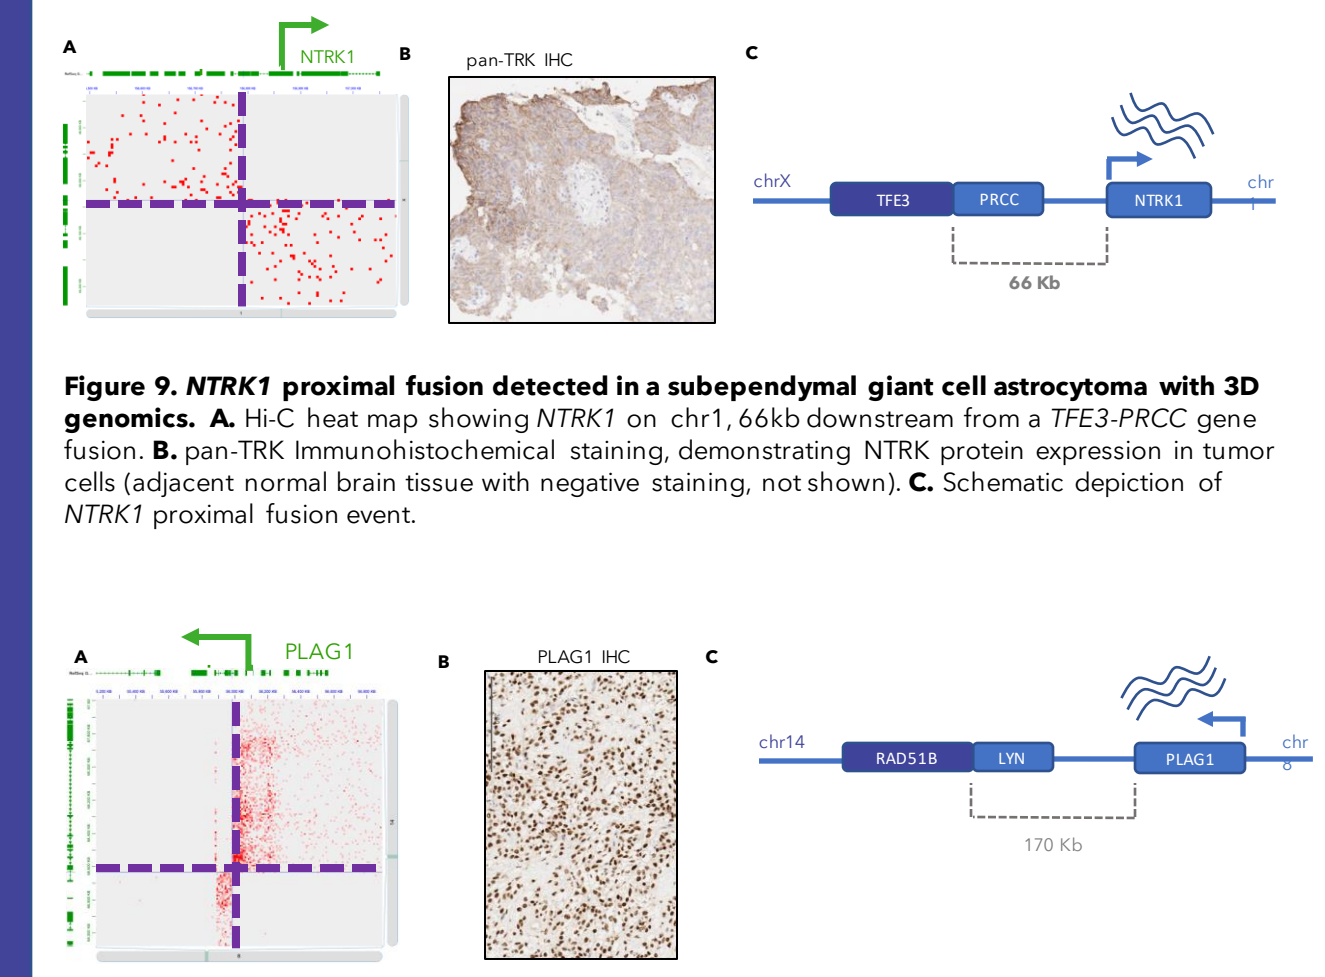 A
NTRK1
B
pan-TRK IHC
C
chrX
TFE3
PRCC
NTRK1
chr
1
66 Kb
Figure 9. NTRK1 proximal fusion detected in a subependymal giant cell astrocytoma with 3D
genomics. A. Hi-C heat map showing NTRK1 on chr1, 66kb downstream from a TFE3-PRCC gene
fusion. B. pan-TRK Immunohistochemical staining, demonstrating NTRK protein expression in tumor
cells (adjacent normal brain tissue with negative staining, not shown). C. Schematic depiction of
NTRK1 proximal fusion event.
A
PLAG1
B
PLAG1 IHC
C
chr14
RAD51B
LYN
PLAG1
chr
8
170 Kb